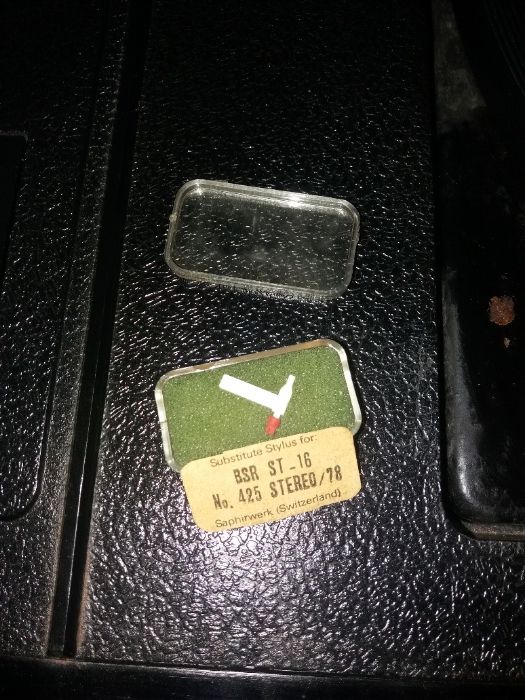 Substitute Stylus for:
BSR ST-16
No. 425 STEREO/78
Saphirwerk (Switzerland)